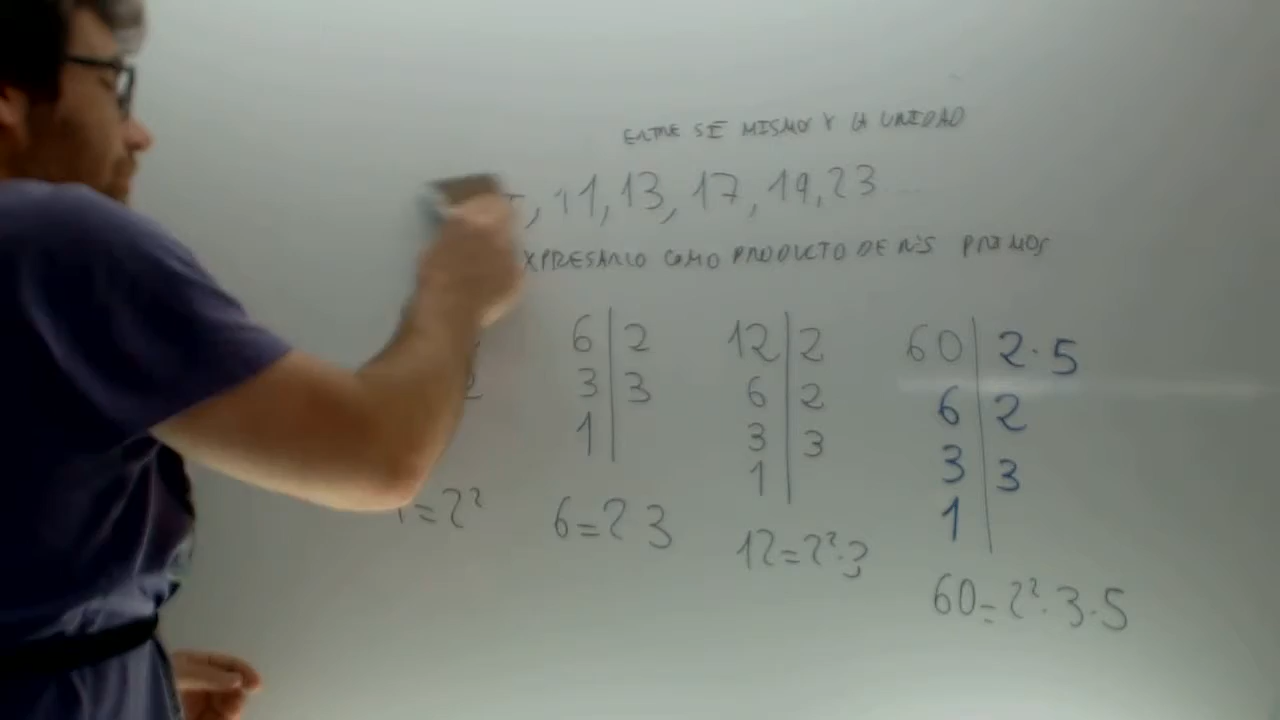 ENTRE SÍ MISMO Y LA UNIDAD
, 11, 13, 17, 19, 23
XPRESARLO COMO PRODUCTO DE NºS PRIMOS
2
6 | 2
3 | 3
1
12 | 2
6 | 2
3 | 3
1
60 | 2·5
6 | 2
3 | 3
1
=2²
6=2 3
12=2²·3
60=2²·3·5